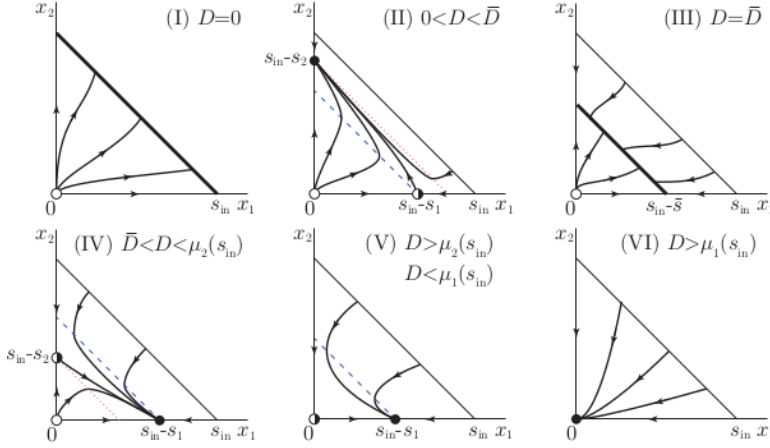 x₂
(I) D=0
0
s_in x₁
x₂
(II) 0<D<D̅
s_in-s₂
0
s_in-s₁
x₂
(III) D=D̅
0
s_in-s̅
s_in x₁
x₂
(IV) D̅<D<μ₂(s_in)
s_in-s₂
0
s_in-s₁
s_in x₁
x₂
(V) D>μ₂(s_in)
D<μ₁(s_in)
0
s_in-s₁
s_in x₁
x₂
(VI) D>μ₁(s_in)
0
s_in x